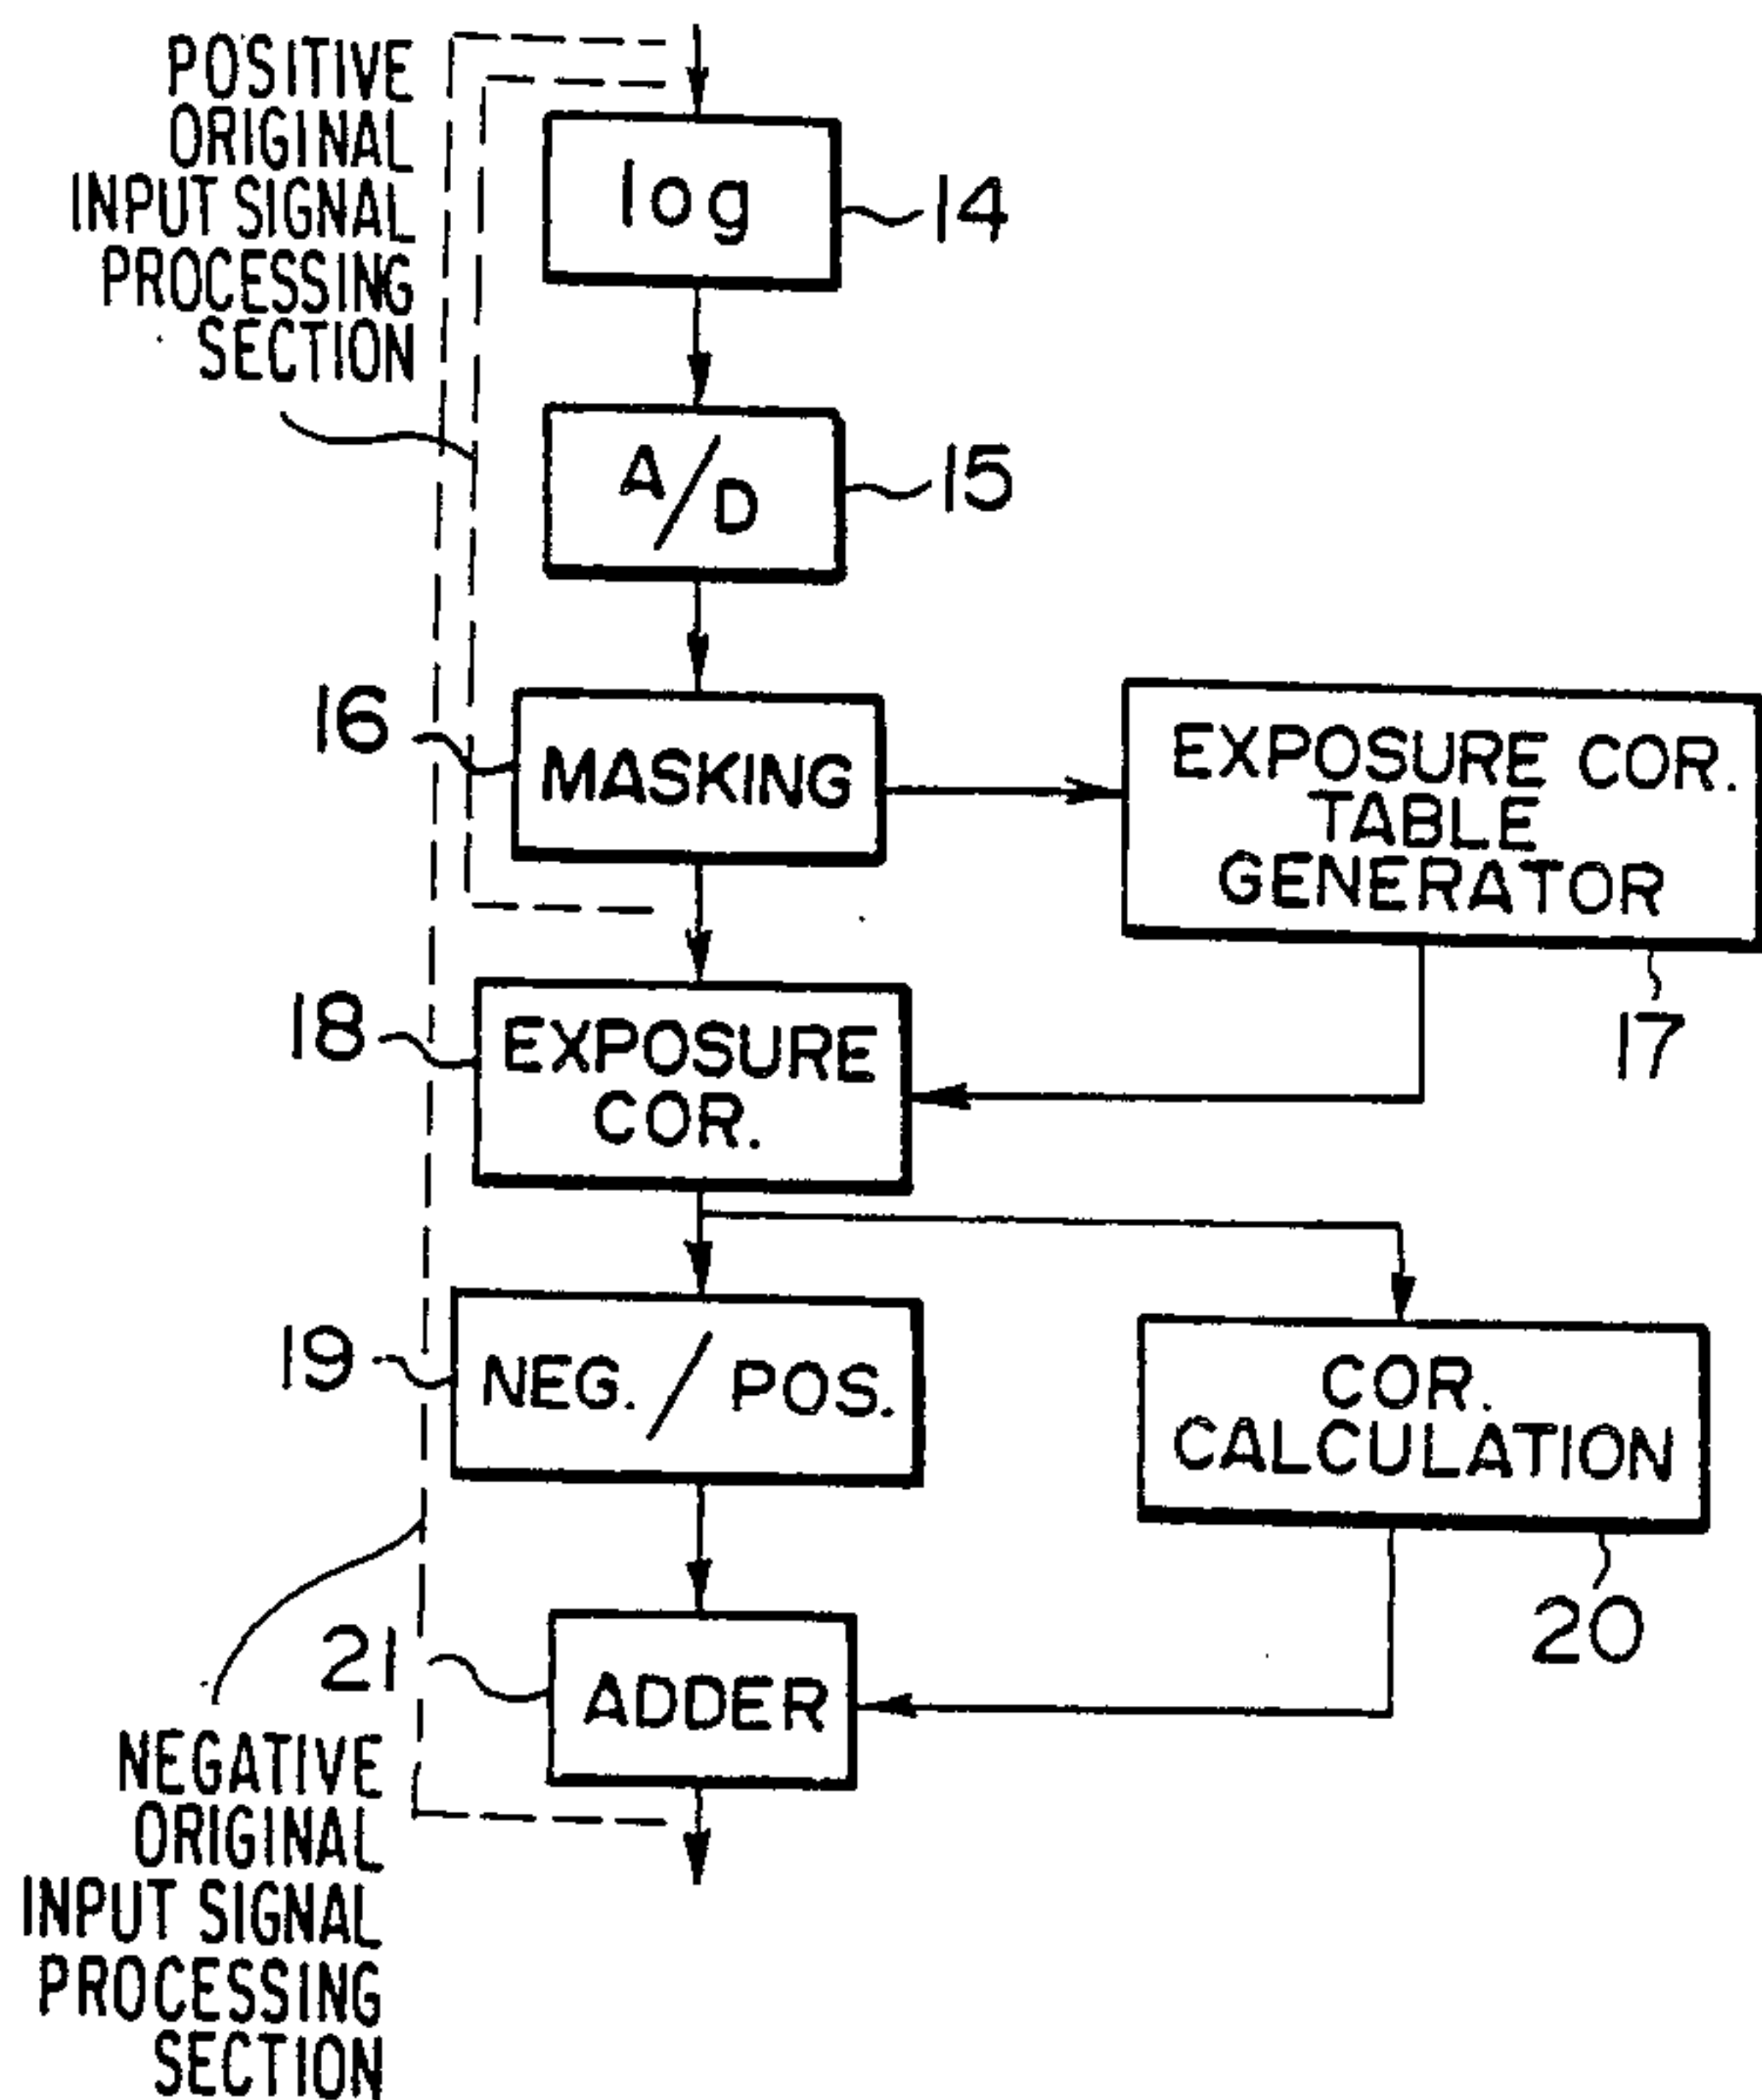 POSITIVE
ORIGINAL
INPUT SIGNAL
PROCESSING
SECTION
log
14
A/D
15
16
MASKING
EXPOSURE COR.
TABLE
GENERATOR
17
18
EXPOSURE
COR.
19
NEG./POS.
COR.
CALCULATION
20
21
ADDER
NEGATIVE
ORIGINAL
INPUT SIGNAL
PROCESSING
SECTION